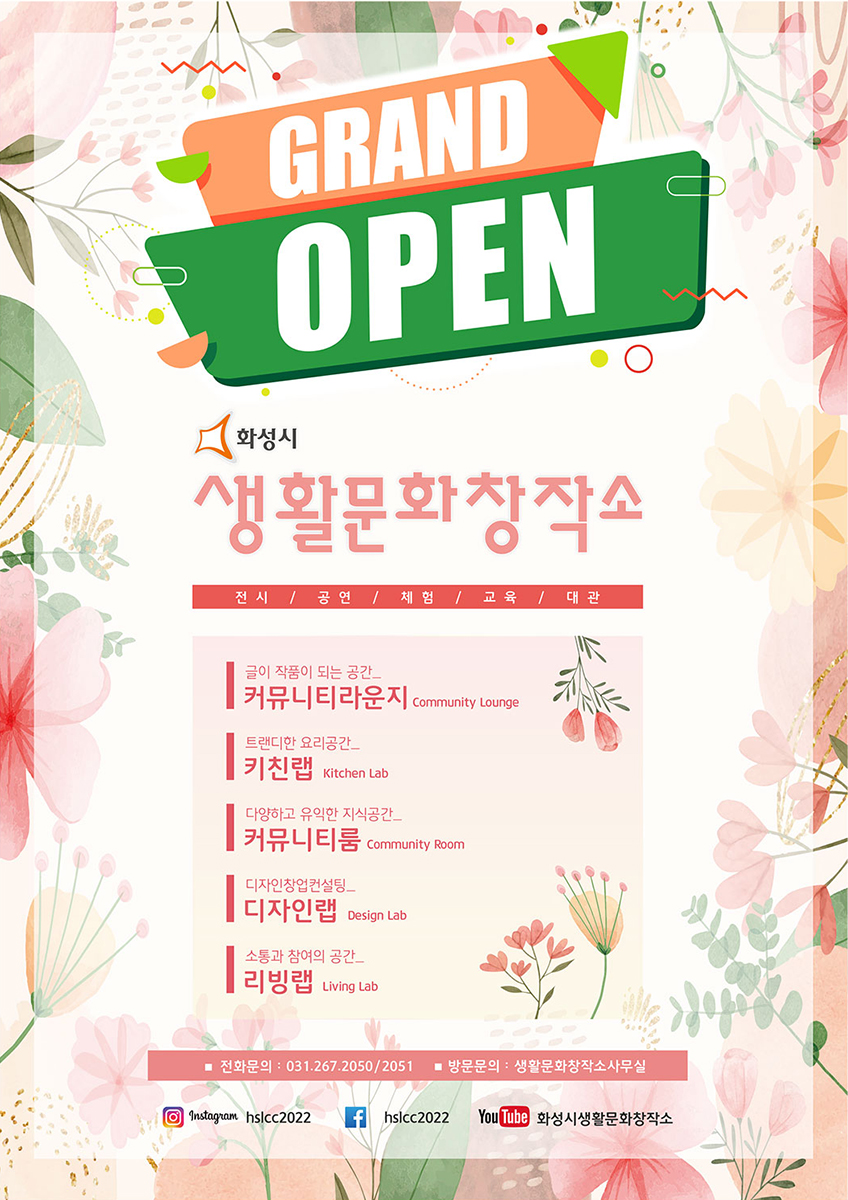 GRAND
OPEN
화성시
생활문화창작소
전시 / 공연 / 체험 / 교육 / 대관
글이 작품이 되는 공간_
커뮤니티라운지 Community Lounge
트랜디한 요리공간_
키친랩 Kitchen Lab
다양하고 유익한 지식공간_
커뮤니티룸 Community Room
디자인창업컨설팅_
디자인랩 Design Lab
소통과 참여의 공간_
리빙랩 Living Lab
■ 전화문의 : 031.267.2050/2051 ■ 방문문의 : 생활문화창작소사무실
Instagram hslcc2022 f hslcc2022 YouTube 화성시생활문화창작소